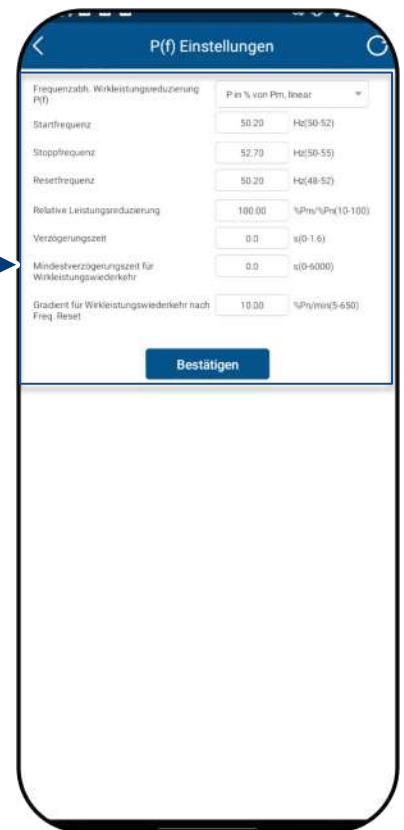 P(f) Einstellungen
Frequenzabh. Wirkleistungsreduzierung P in % von Pm, linear
P(f)
Startfrequenz 50.20 Hz(50-52)
Stoppfrequenz 52.70 Hz(50-55)
Resetfrequenz 50.20 Hz(48-52)
Relative Leistungsreduzierung 100.00 %Pm/%Pn(10-100)
Verzögerungszeit 0.0 s(0-1.6)
Mindestverzögerungszeit für 0.0 s(0-6000)
Wirkleistungswiederkehr
Gradient für Wirkleistungswiederkehr nach 10.00 %Pn/min(5-650)
Freq. Reset
Bestätigen